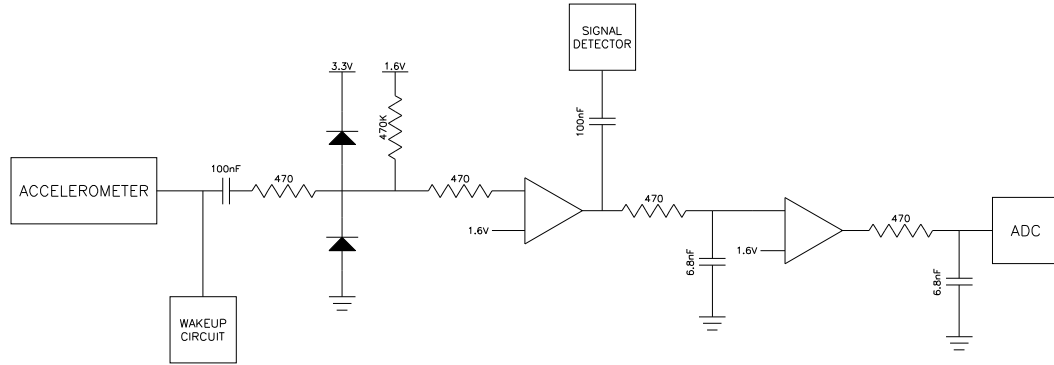 SIGNAL
DETECTOR
3.3V
1.6V
470K
100nF
ACCELEROMETER
100nF
470
470
1.6V
470
6.8nF
1.6V
470
ADC
6.8nF
WAKEUP
CIRCUIT